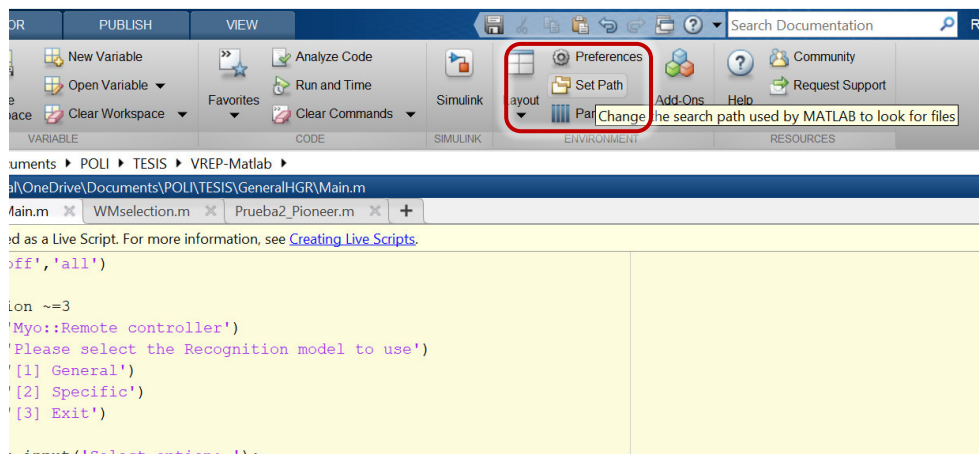 OR PUBLISH VIEW Search Documentation
New Variable Analyze Code Preferences Community
Open Variable Run and Time Set Path Request Support
Favorites Simulink Layout Add-Ons Help
Clear Workspace Clear Commands Par
Change the search path used by MATLAB to look for files
VARIABLE CODE SIMULINK ENVIRONMENT RESOURCES
cuments POLI TESIS VREP-Matlab
al\OneDrive\Documents\POLI\TESIS\GeneralHGR\Main.m
Main.m WMselection.m Prueba2_Pioneer.m +
ed as a Live Script. For more information, see Creating Live Scripts.
off','all')
ion ~=3
'Myo::Remote controller')
'Please select the Recognition model to use')
'[1] General')
'[2] Specific')
'[3] Exit')